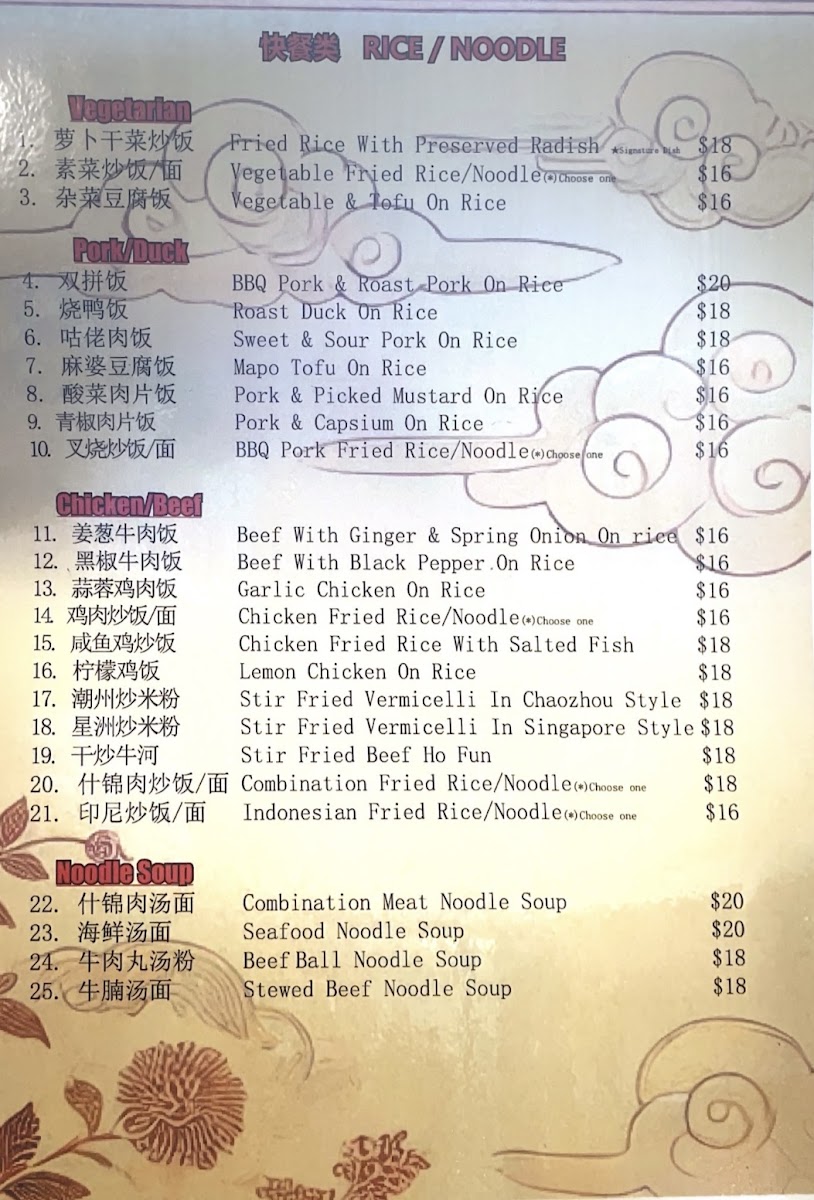 快餐类 RICE / NOODLE
Vegetarian
1. 萝卜干菜炒饭 Fried Rice With Preserved Radish ★Signature Dish $18
2. 素菜炒饭/面 Vegetable Fried Rice/Noodle(*)Choose one $16
3. 杂菜豆腐饭 Vegetable & Tofu On Rice $16
Pork/Duck
4. 双拼饭 BBQ Pork & Roast Pork On Rice $20
5. 烧鸭饭 Roast Duck On Rice $18
6. 咕佬肉饭 Sweet & Sour Pork On Rice $18
7. 麻婆豆腐饭 Mapo Tofu On Rice $16
8. 酸菜肉片饭 Pork & Picked Mustard On Rice $16
9. 青椒肉片饭 Pork & Capsium On Rice $16
10. 叉烧炒饭/面 BBQ Pork Fried Rice/Noodle(*)Choose one $16
Chicken/Beef
11. 姜葱牛肉饭 Beef With Ginger & Spring Onion On rice $16
12. 黑椒牛肉饭 Beef With Black Pepper On Rice $16
13. 蒜蓉鸡肉饭 Garlic Chicken On Rice $16
14. 鸡肉炒饭/面 Chicken Fried Rice/Noodle(*)Choose one $16
15. 咸鱼鸡炒饭 Chicken Fried Rice With Salted Fish $18
16. 柠檬鸡饭 Lemon Chicken On Rice $18
17. 潮州炒米粉 Stir Fried Vermicelli In Chaozhou Style $18
18. 星洲炒米粉 Stir Fried Vermicelli In Singapore Style $18
19. 干炒牛河 Stir Fried Beef Ho Fun $18
20. 什锦肉炒饭/面 Combination Fried Rice/Noodle(*)Choose one $18
21. 印尼炒饭/面 Indonesian Fried Rice/Noodle(*)Choose one $16
Noodle Soup
22. 什锦肉汤面 Combination Meat Noodle Soup $20
23. 海鲜汤面 Seafood Noodle Soup $20
24. 牛肉丸汤粉 Beef Ball Noodle Soup $18
25. 牛腩汤面 Stewed Beef Noodle Soup $18